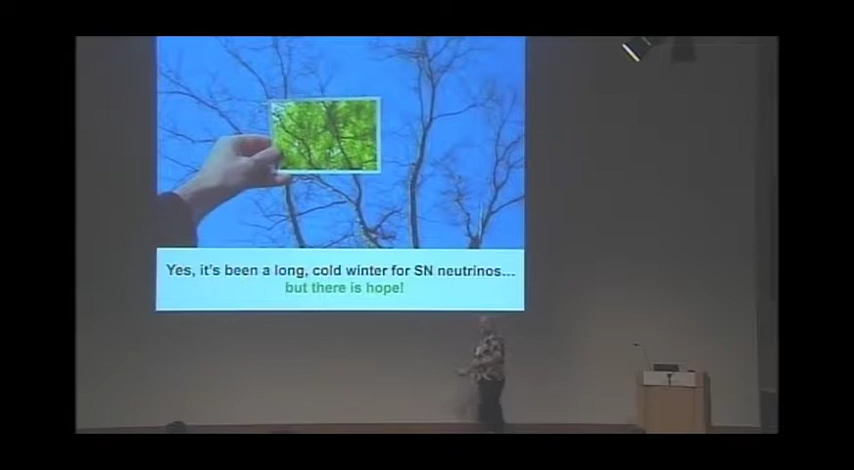 Yes, it's been a long, cold winter for SN neutrinos...
but there is hope!